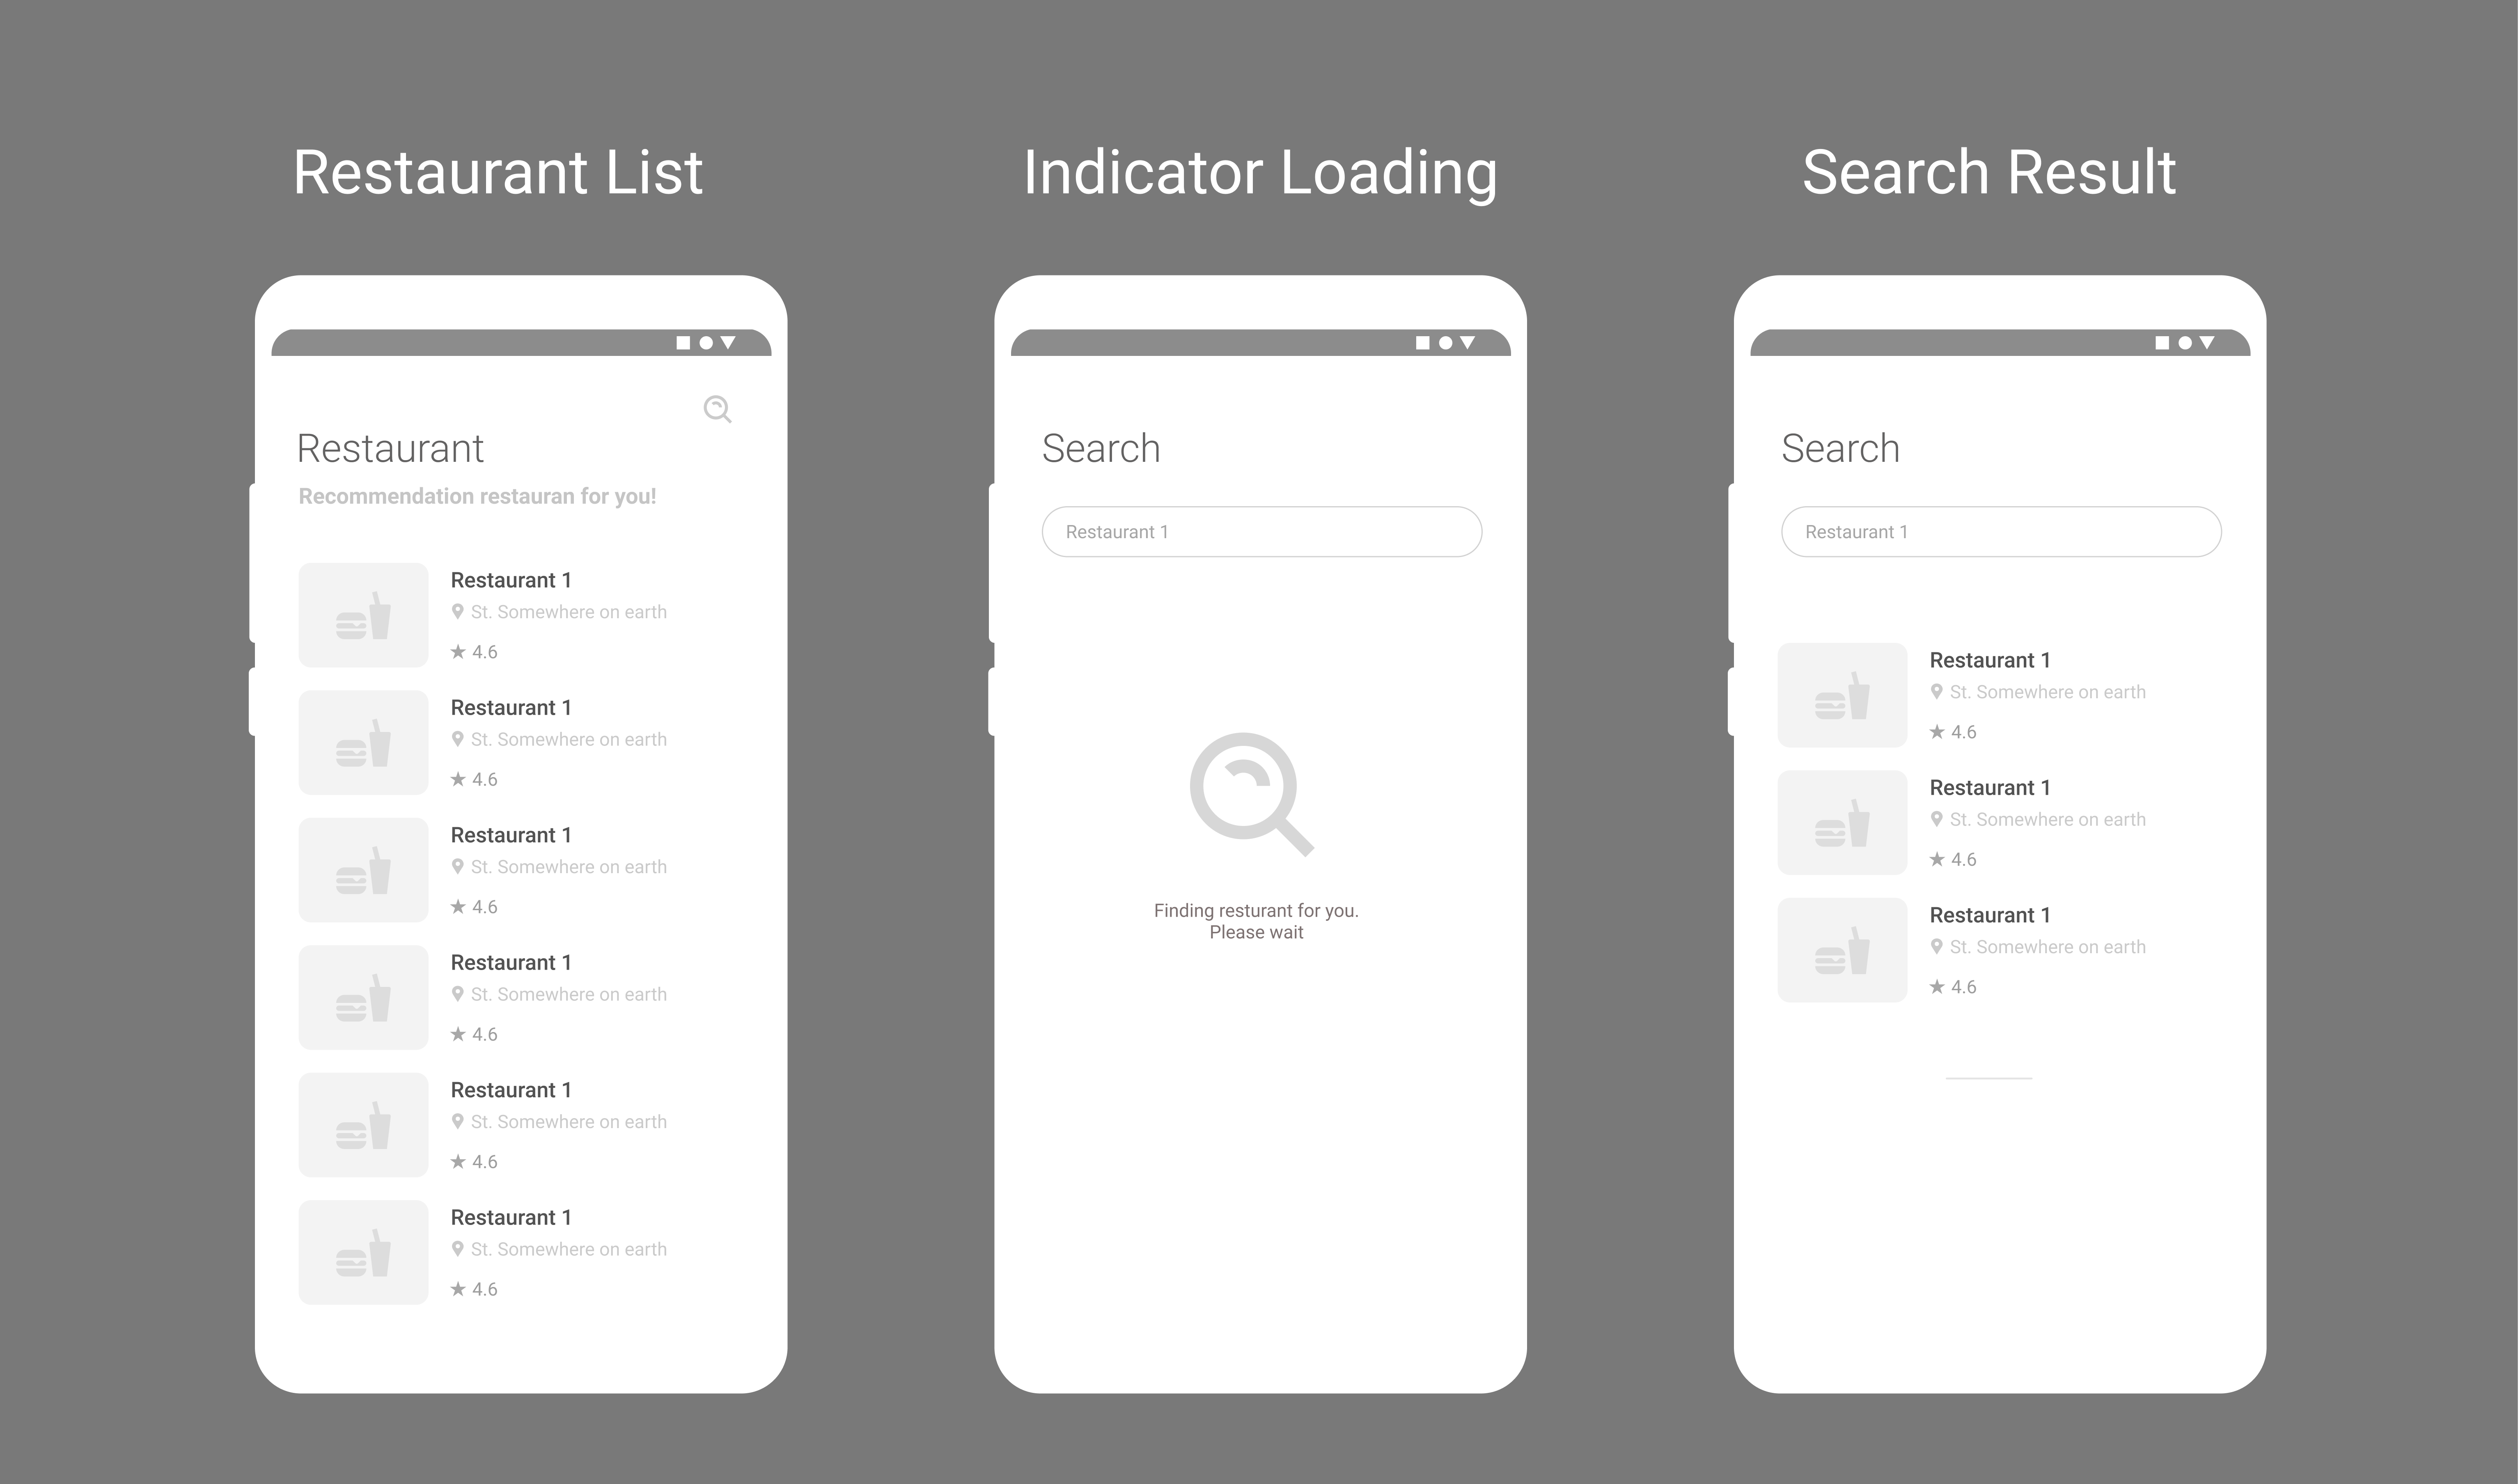 Restaurant List
Restaurant
Recommendation restauran for you!
Restaurant 1
St. Somewhere on earth
4.6
Restaurant 1
St. Somewhere on earth
4.6
Restaurant 1
St. Somewhere on earth
4.6
Restaurant 1
St. Somewhere on earth
4.6
Restaurant 1
St. Somewhere on earth
4.6
Restaurant 1
St. Somewhere on earth
4.6
Indicator Loading
Search
Restaurant 1
Finding resturant for you.
Please wait
Search Result
Search
Restaurant 1
Restaurant 1
St. Somewhere on earth
4.6
Restaurant 1
St. Somewhere on earth
4.6
Restaurant 1
St. Somewhere on earth
4.6